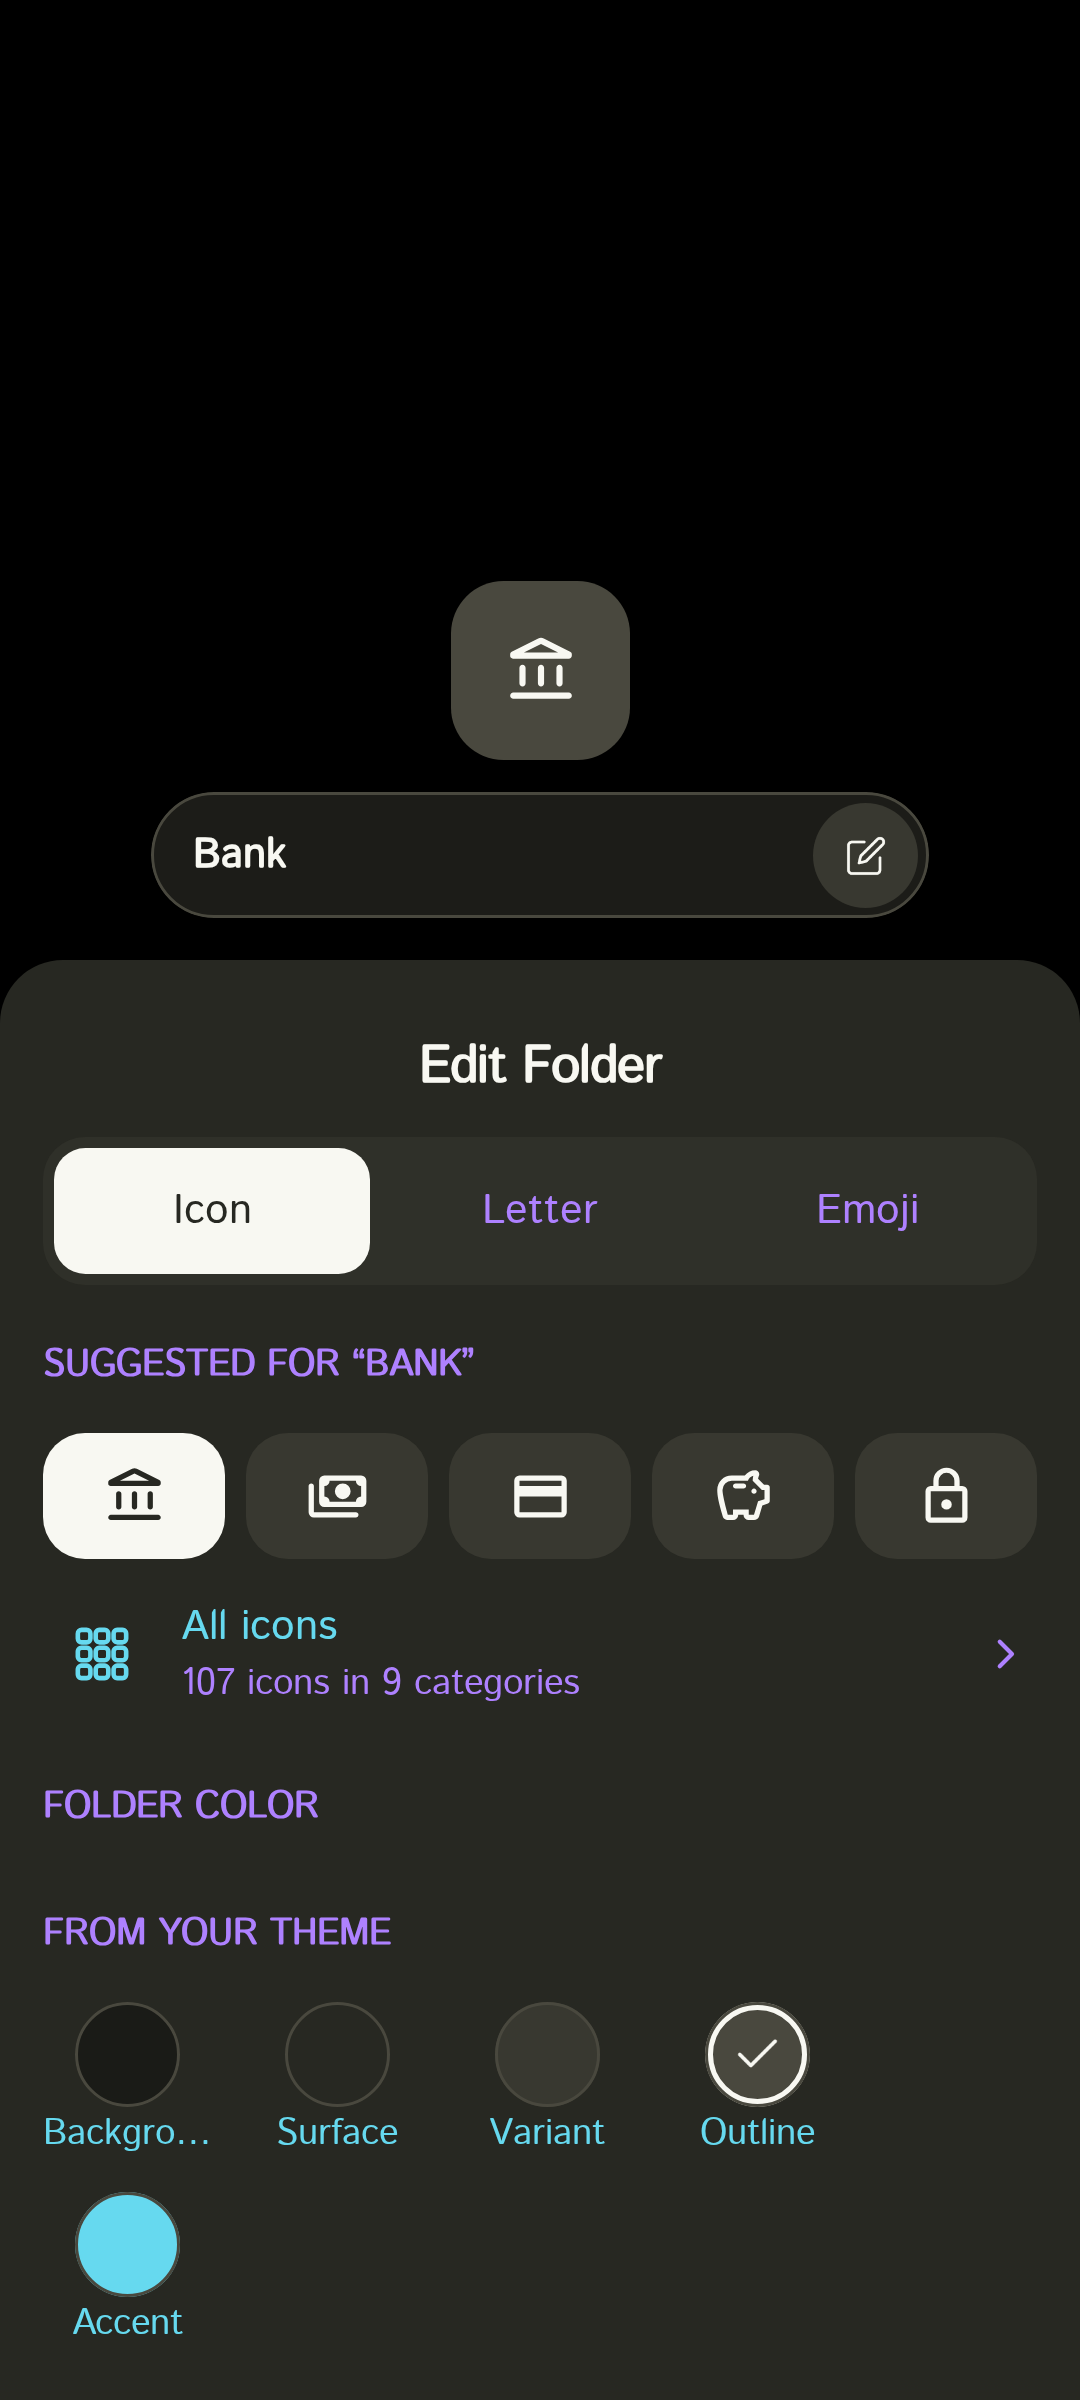 Bank
Edit Folder
Icon
Letter
Emoji
SUGGESTED FOR “BANK”
All icons
107 icons in 9 categories
FOLDER COLOR
FROM YOUR THEME
Backgro...
Surface
Variant
Outline
Accent